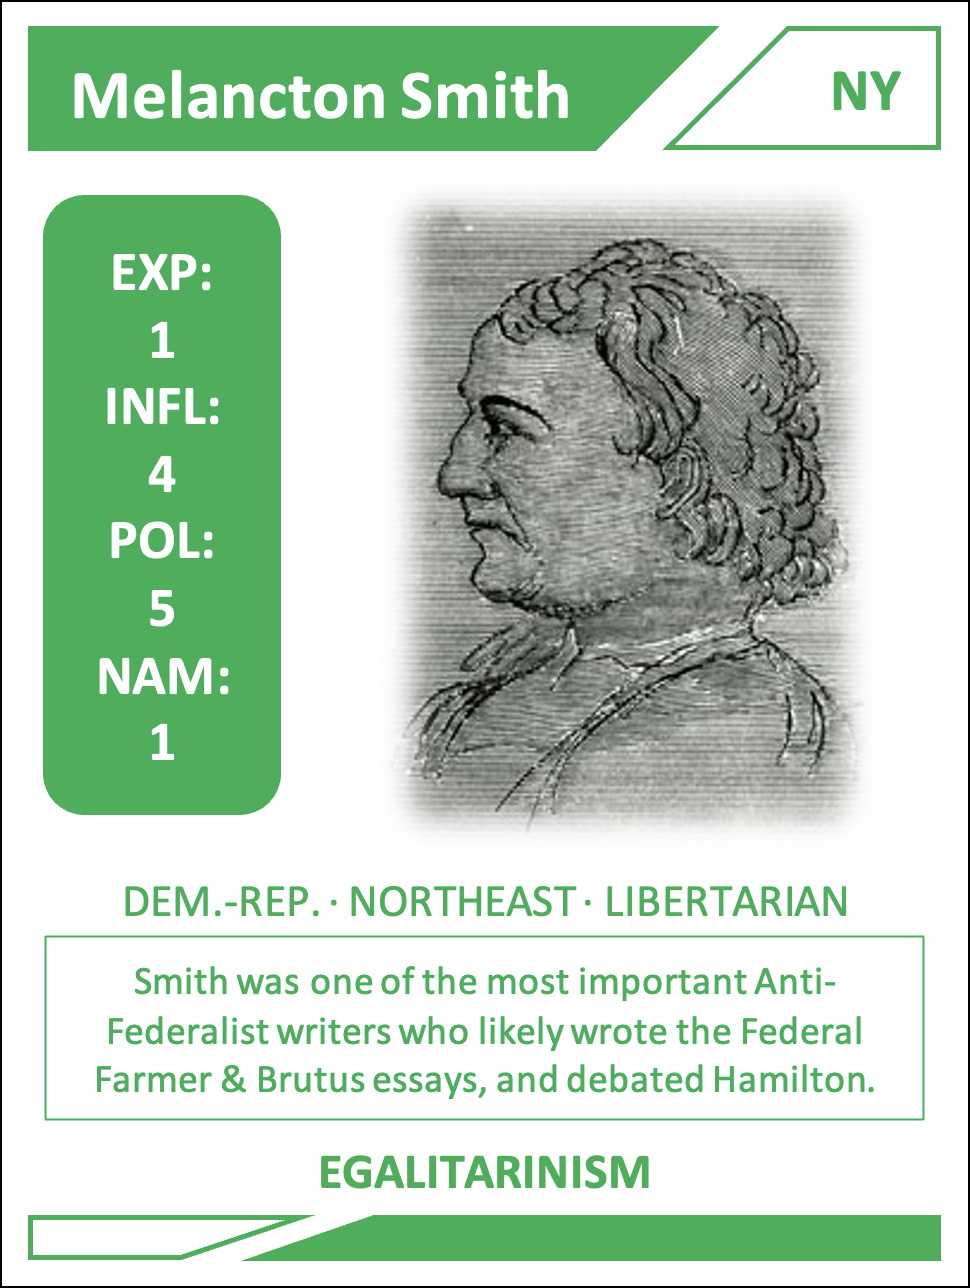 Melancton Smith
NY
EXP:
1
INFL:
4
POL:
5
NAM:
1
DEM.-REP. · NORTHEAST · LIBERTARIAN
Smith was one of the most important Anti-
Federalist writers who likely wrote the Federal
Farmer & Brutus essays, and debated Hamilton.
EGALITARINISM